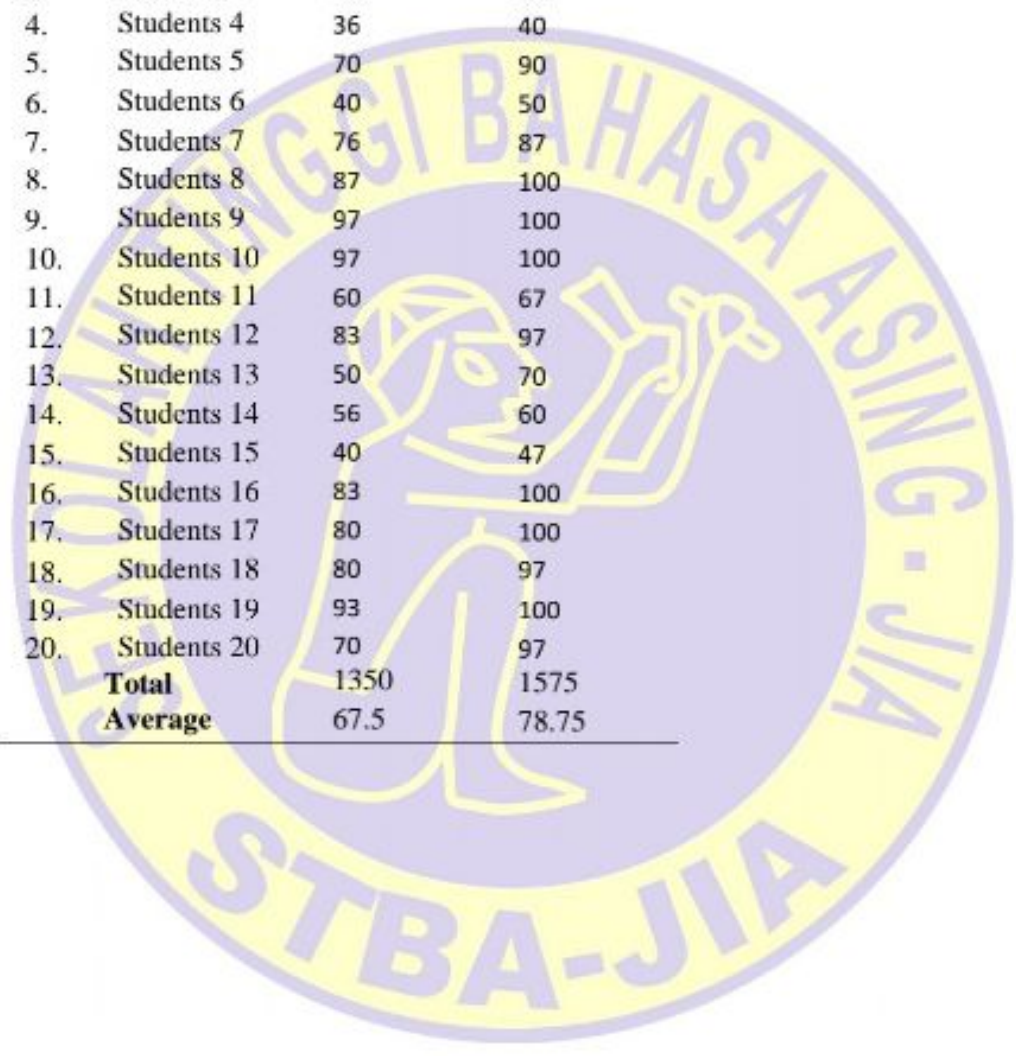 4. Students 4 36 40
5. Students 5 70 90
6. Students 6 40 50
7. Students 7 76 87
8. Students 8 87 100
9. Students 9 97 100
10. Students 10 97 100
11. Students 11 60 67
12. Students 12 83 97
13. Students 13 50 70
14. Students 14 56 60
15. Students 15 40 47
16. Students 16 83 100
17. Students 17 80 100
18. Students 18 80 97
19. Students 19 93 100
20. Students 20 70 97
Total 1350 1575
Average 67.5 78.75
SEKOLAH TINGGI BAHASA ASING - JIA
STBA-JIA